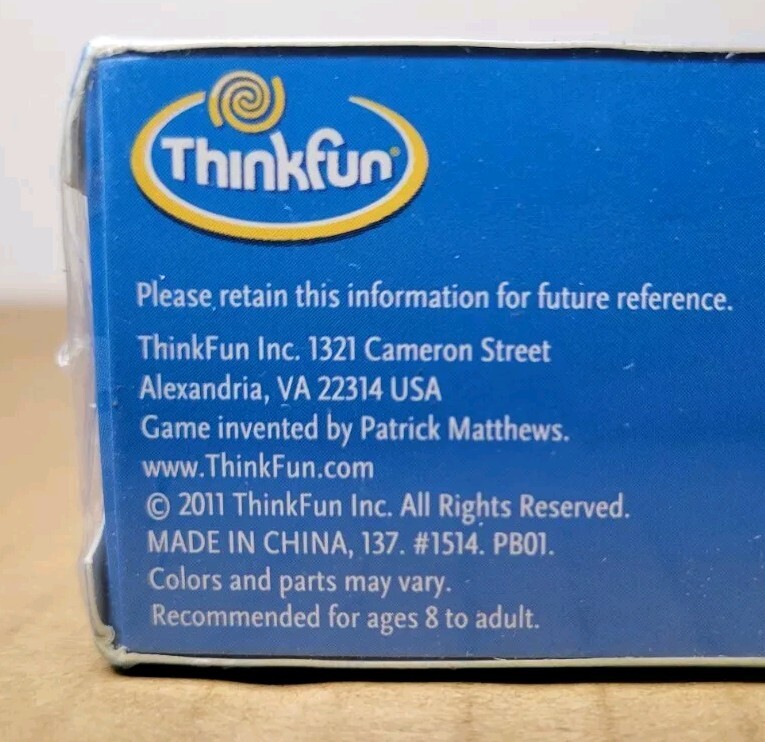 ThinkFun®
Please retain this information for future reference.
ThinkFun Inc. 1321 Cameron Street
Alexandria, VA 22314 USA
Game invented by Patrick Matthews.
www.ThinkFun.com
© 2011 ThinkFun Inc. All Rights Reserved.
MADE IN CHINA, 137. #1514. PB01.
Colors and parts may vary.
Recommended for ages 8 to adult.